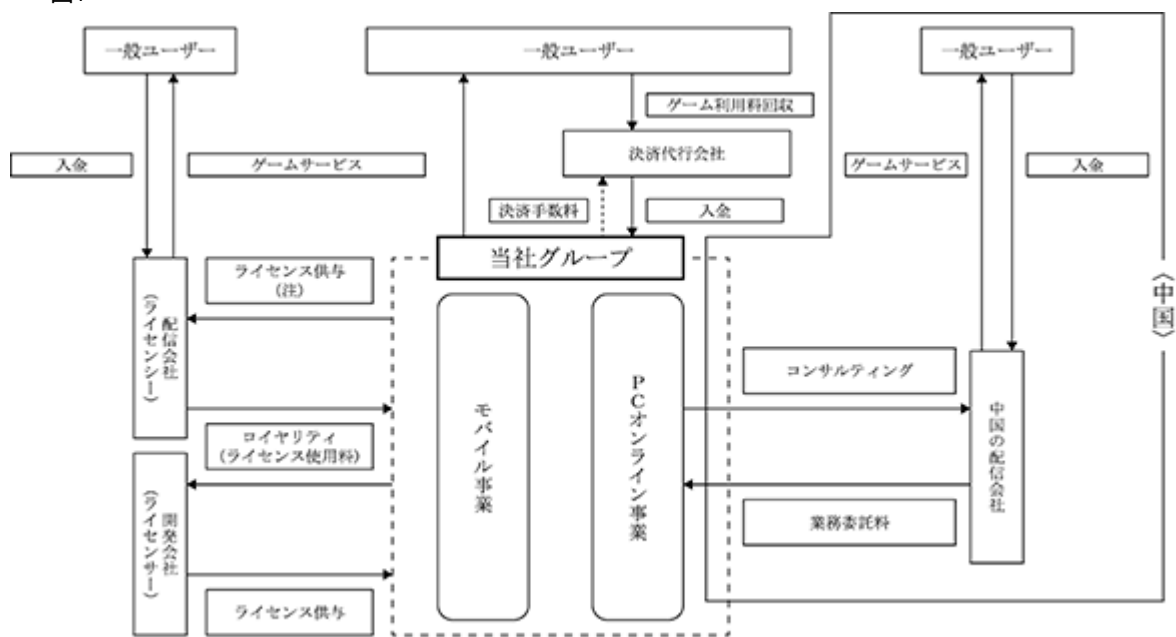 一般ユーザー
一般ユーザー
一般ユーザー
ゲーム利用料回収
決済代行会社
入金
ゲームサービス
ゲームサービス
入金
決済手数料
入金
当社グループ
ライセンス供与
(注)
配信会社
(ライセンシー)
〈中国〉
コンサルティング
モバイル事業
PCオンライン事業
中国の配信会社
ロイヤリティ
(ライセンス使用料)
開発会社
(ライセンサー)
業務委託料
ライセンス供与